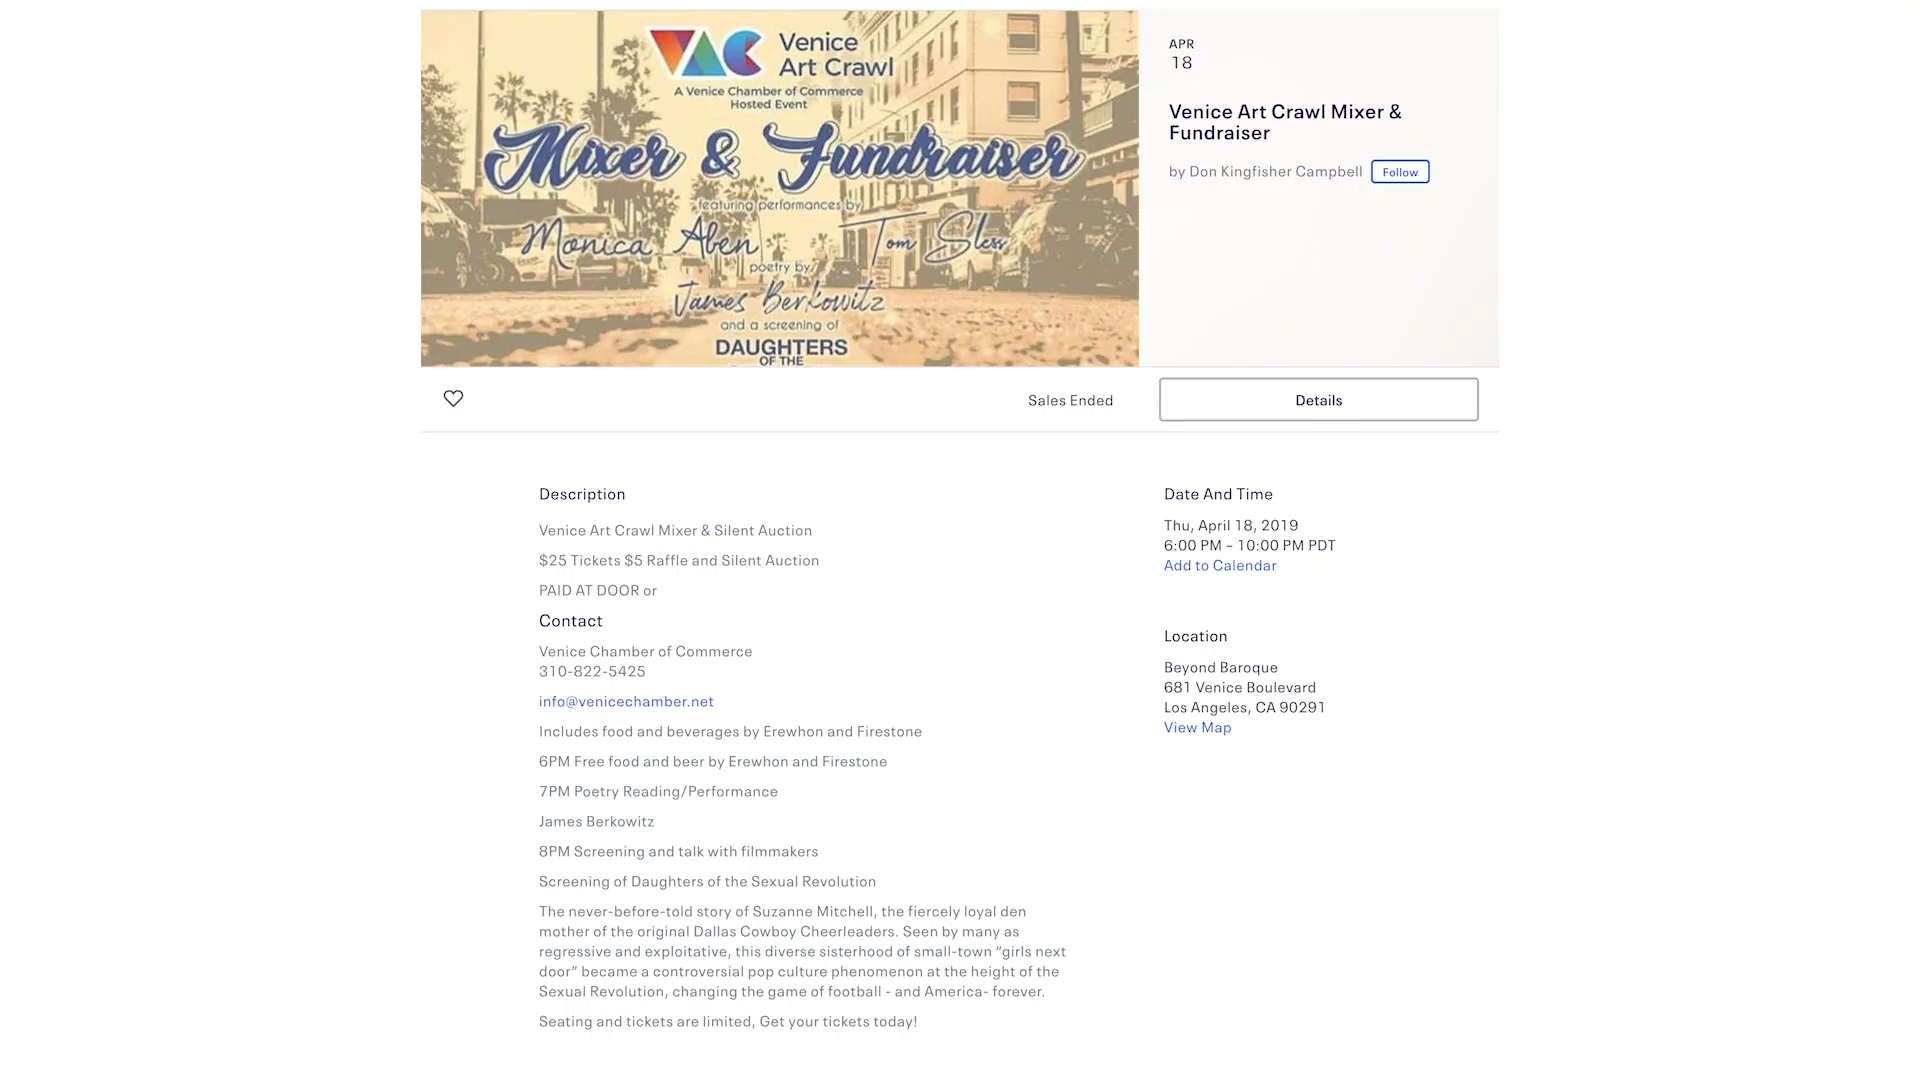 VAC Venice
Art Crawl
A Venice Chamber of Commerce
Hosted Event
Mixer & Fundraiser
featuring performances by
Monica Aben Tom Sless
poetry by
James Berkowitz
and a screening of
DAUGHTERS
OF THE
APR
18
Venice Art Crawl Mixer &
Fundraiser
by Don Kingfisher Campbell Follow
Sales Ended
Details
Description
Venice Art Crawl Mixer & Silent Auction
$25 Tickets $5 Raffle and Silent Auction
PAID AT DOOR or
Contact
Venice Chamber of Commerce
310-822-5425
info@venicechamber.net
Includes food and beverages by Erewhon and Firestone
6PM Free food and beer by Erewhon and Firestone
7PM Poetry Reading/Performance
James Berkowitz
8PM Screening and talk with filmmakers
Screening of Daughters of the Sexual Revolution
The never-before-told story of Suzanne Mitchell, the fiercely loyal den
mother of the original Dallas Cowboy Cheerleaders. Seen by many as
regressive and exploitative, this diverse sisterhood of small-town “girls next
door” became a controversial pop culture phenomenon at the height of the
Sexual Revolution, changing the game of football - and America- forever.
Seating and tickets are limited, Get your tickets today!
Date And Time
Thu, April 18, 2019
6:00 PM – 10:00 PM PDT
Add to Calendar
Location
Beyond Baroque
681 Venice Boulevard
Los Angeles, CA 90291
View Map